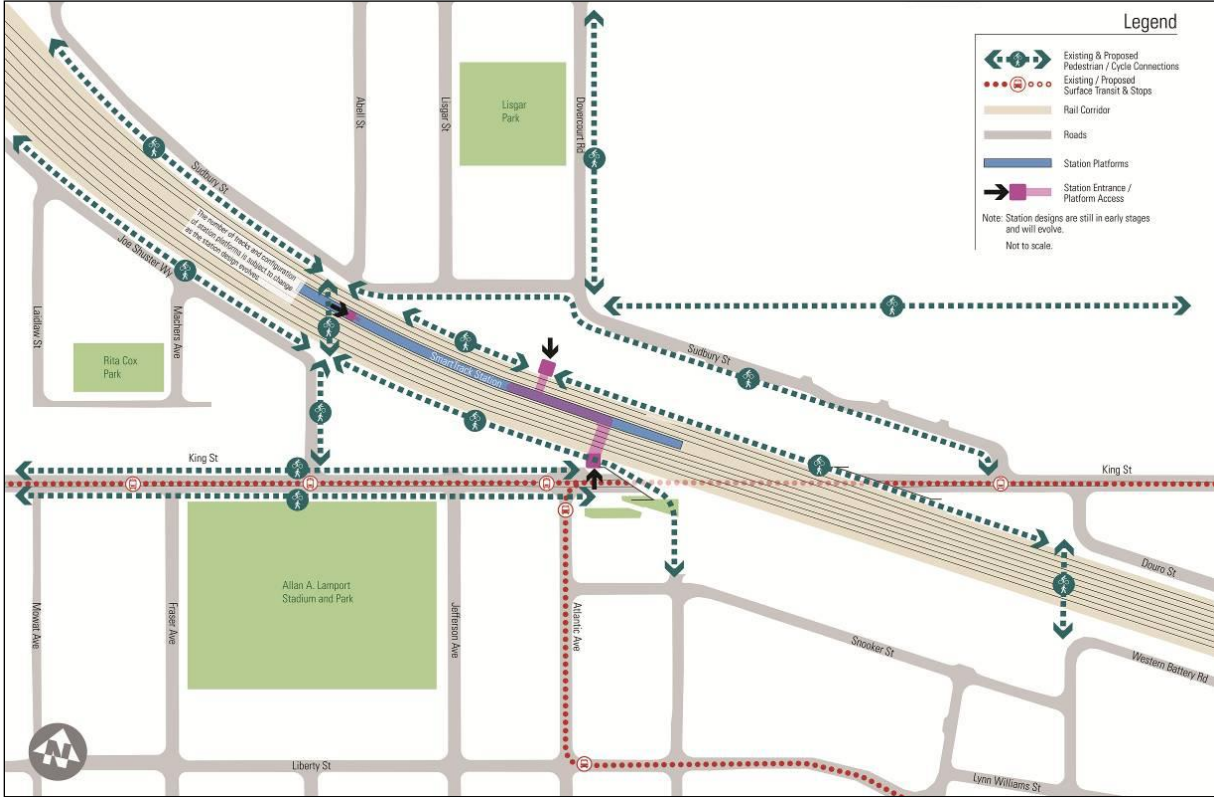 Legend
Existing & Proposed
Pedestrian / Cycle Connections
Existing / Proposed
Surface Transit & Stops
Rail Corridor
Roads
Station Platforms
Station Entrance /
Platform Access
Note: Station designs are still in early stages
and will evolve.
Not to scale.
Abell St
Lisgar St
Lisgar
Park
Dovercourt Rd
Sudbury St
The number of tracks and configuration
of station platforms is subject to change
as the station design evolves.
Joe Shuster WY
Laidlaw St
Machers Ave
Rita Cox
Park
SmartTrack Station
Sudbury St
King St
King St
Allan A. Lamport
Stadium and Park
Mowat Ave
Fraser Ave
Jefferson Ave
Atlantic Ave
Douro St
Snooker St
Western Battery Rd
N
Liberty St
Lynn Williams St